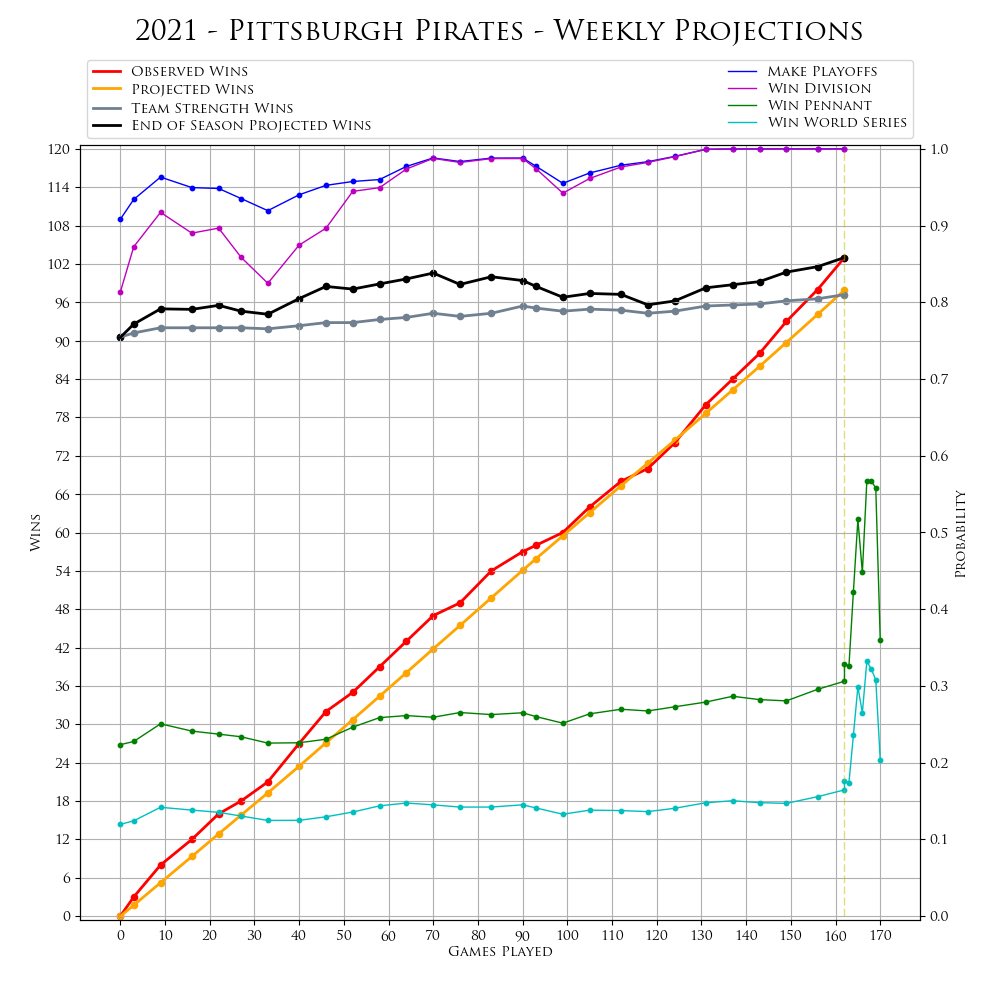 2021 - Pittsburgh Pirates - Weekly Projections
Observed Wins
Projected Wins
Team Strength Wins
End of Season Projected Wins
Make Playoffs
Win Division
Win Pennant
Win World Series
120
114
108
102
96
90
84
78
72
66
60
54
48
42
36
30
24
18
12
6
0
Wins
1.0
0.9
0.8
0.7
0.6
0.5
0.4
0.3
0.2
0.1
0.0
Probability
0 10 20 30 40 50 60 70 80 90 100 110 120 130 140 150 160 170
Games Played